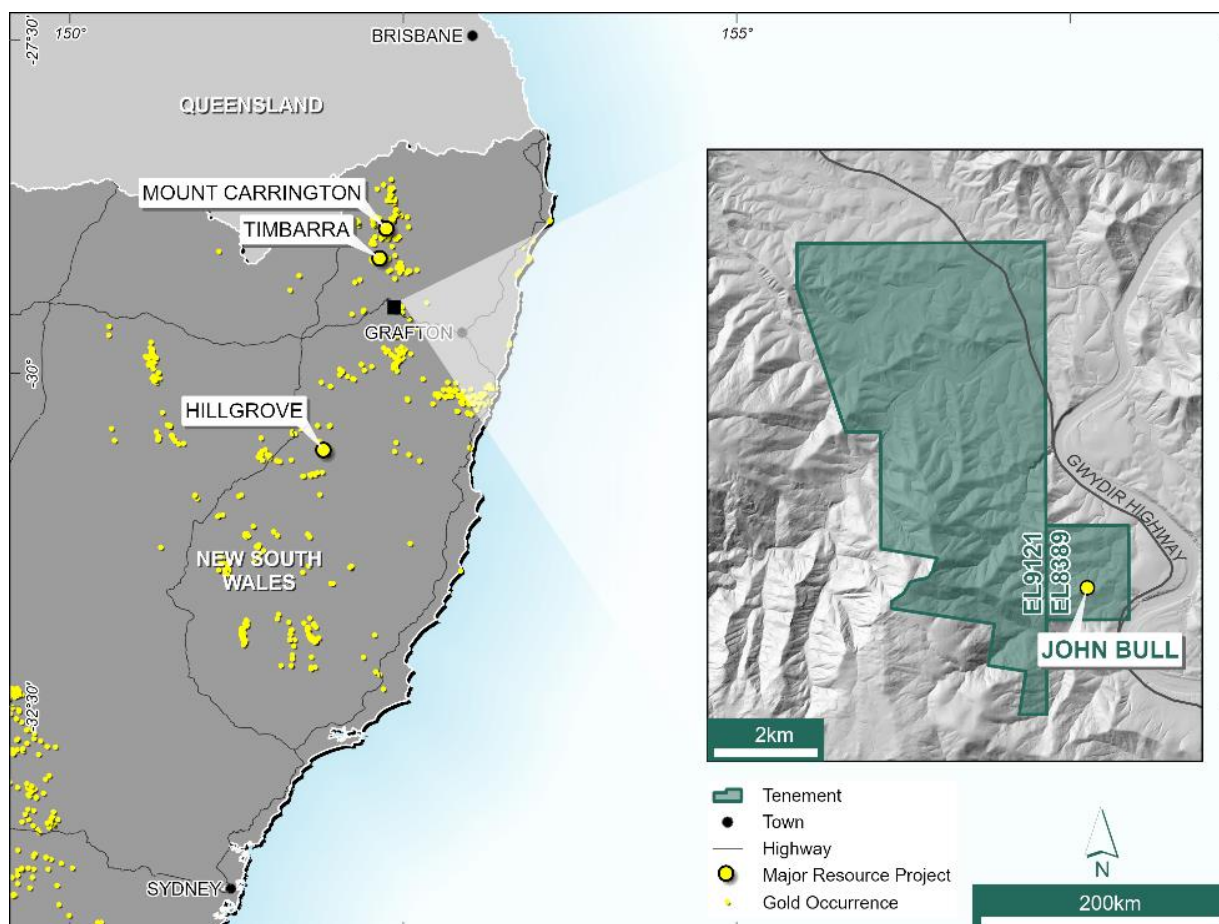 150°
155°
-27°30'
BRISBANE
QUEENSLAND
MOUNT CARRINGTON
TIMBARRA
GRAFTON
-30°
HILLGROVE
NEW SOUTH
WALES
-32°30'
SYDNEY
GWYDIR HIGHWAY
EL9121
EL8389
JOHN BULL
2km
Tenement
Town
Highway
Major Resource Project
Gold Occurrence
N
200km